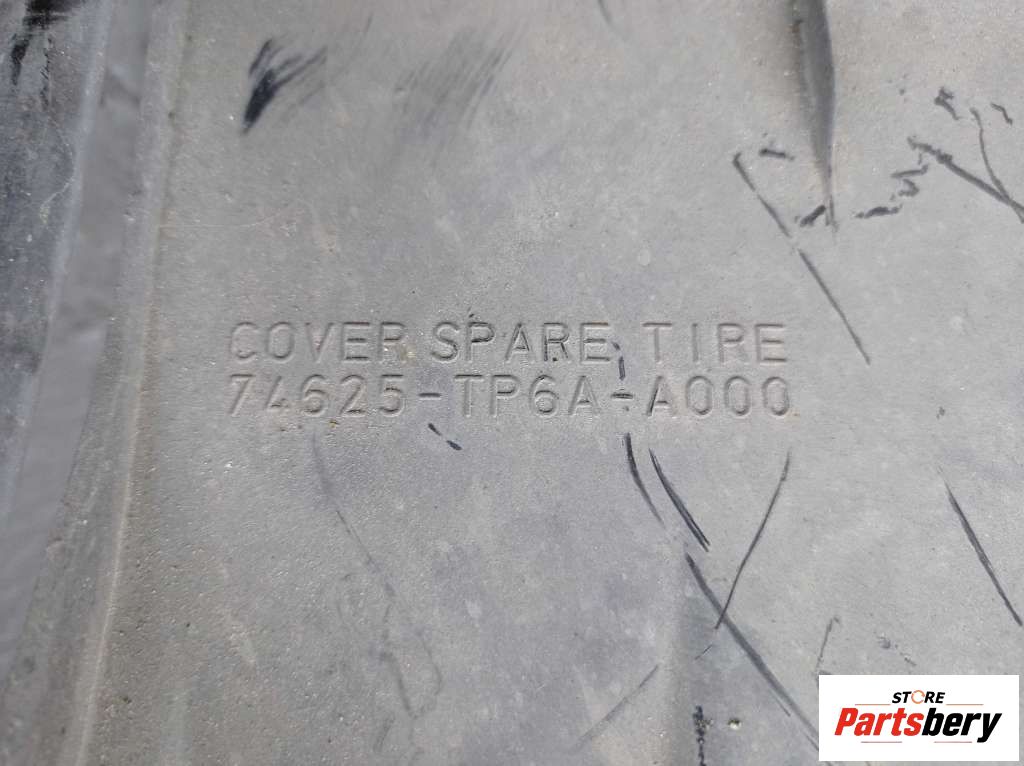 COVER SPARE TIRE
74625-TP6A-A000
STORE
Partsbery